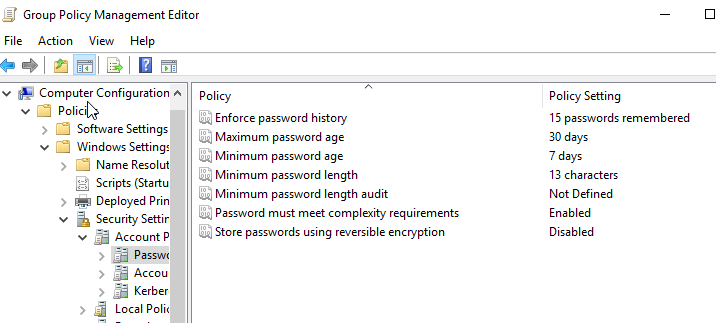 Group Policy Management Editor
File Action View Help
Computer Configuration
Policies
Software Settings
Windows Settings
Name Resolut
Scripts (Startu
Deployed Prin
Security Settin
Account P
Passwo
Accou
Kerber
Local Polic
Policy Policy Setting
Enforce password history 15 passwords remembered
Maximum password age 30 days
Minimum password age 7 days
Minimum password length 13 characters
Minimum password length audit Not Defined
Password must meet complexity requirements Enabled
Store passwords using reversible encryption Disabled